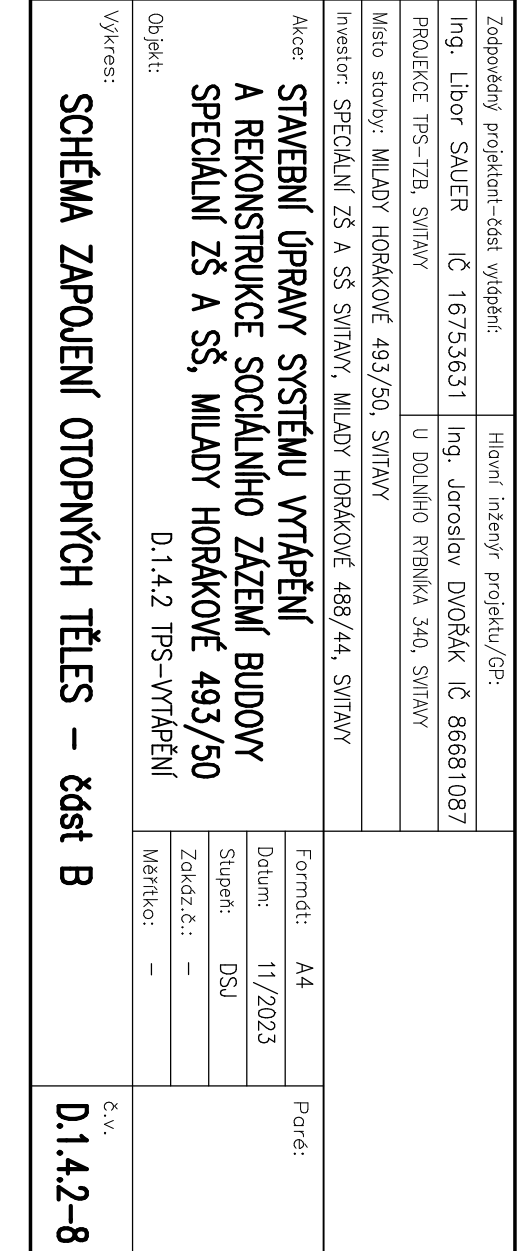 Zodpovědný projektant-část vytápění:
Hlavní inženýr projektu/GP:
Ing. Libor SAUER IČ 16753631
Ing. Jaroslav DVOŘÁK IČ 86681087
PROJEKCE TPS-TZB, SVITAVY
U DOLNÍHO RYBNÍKA 340, SVITAVY
Místo stavby: MILADY HORÁKOVÉ 493/50, SVITAVY
Investor: SPECIÁLNÍ ZŠ A SŠ SVITAVY, MILADY HORÁKOVÉ 488/44, SVITAVY
Akce: STAVEBNÍ ÚPRAVY SYSTÉMU VYTÁPĚNÍ
A REKONSTRUKCE SOCIÁLNÍHO ZÁZEMÍ BUDOVY
SPECIÁLNÍ ZŠ A SŠ, MILADY HORÁKOVÉ 493/50
Objekt: D.1.4.2 TPS-VYTÁPĚNÍ
Formát: A4
Datum: 11/2023
Stupeň: DSJ
Zakáz.č.: -
Měřítko: -
Paré:
Výkres:
SCHÉMA ZAPOJENÍ OTOPNÝCH TĚLES - část B
č.v.
D.1.4.2-8